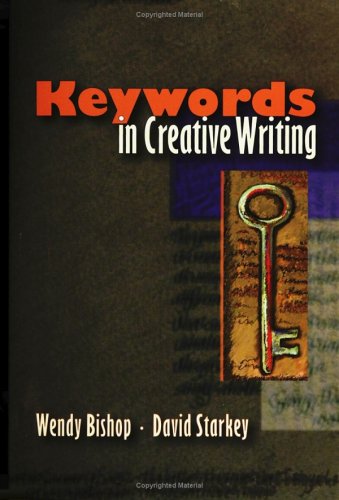 Copyrighted Material
Keywords
in Creative Writing
Wendy Bishop · David Starkey
Copyrighted Material